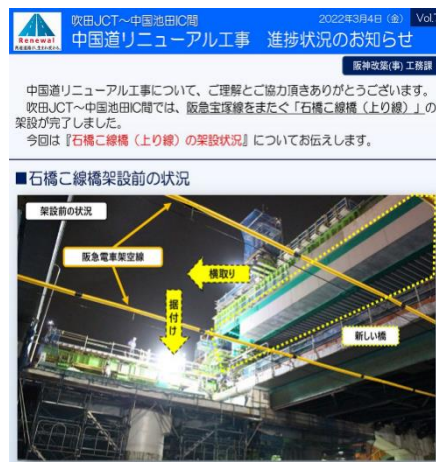 吹田JCT～中国池田IC間
2022年3月4日（金）
Vol.
中国道リニューアル工事 進捗状況のお知らせ
Renewal
阪神改築(事) 工務課
中国道リニューアル工事について、ご理解とご協力頂きありがとうございます。
吹田JCT～中国池田IC間では、阪急宝塚線をまたぐ「石橋こ線橋（上り線）」の
架設が完了しました。
今回は『石橋こ線橋（上り線）の架設状況』についてお伝えします。
■石橋こ線橋架設前の状況
架設前の状況
阪急電車架空線
横取り
据付け
新しい橋